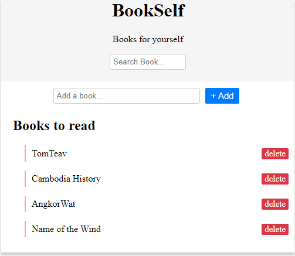 BookSelf
Books for yourself
Search Book...
Add a book...
+ Add
Books to read
TomTeav
delete
Cambodia History
delete
AngkorWat
delete
Name of the Wind
delete